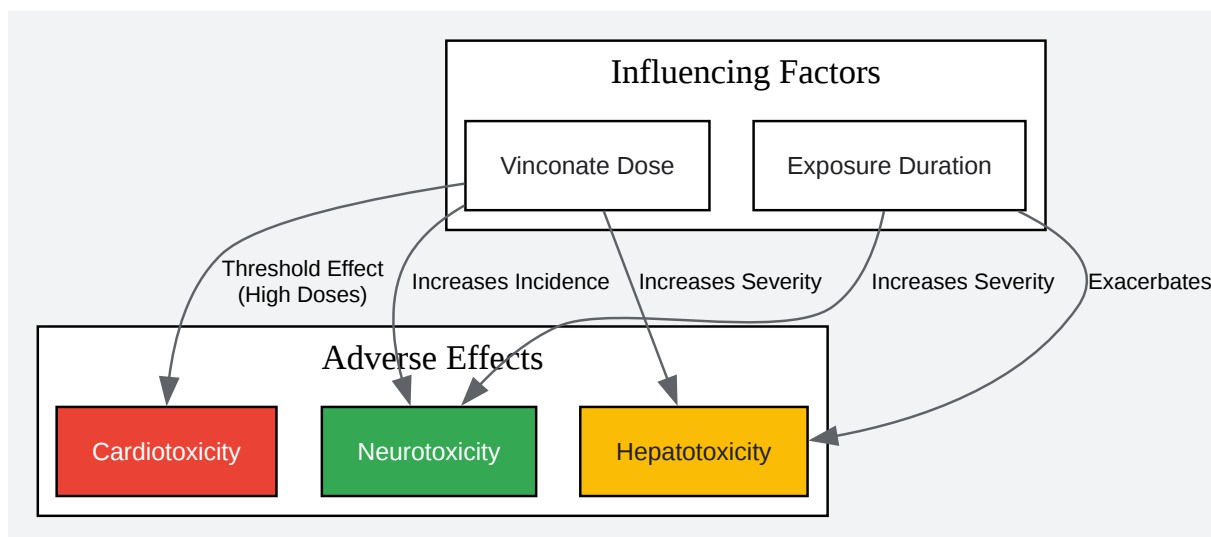 Influencing Factors
Vinconate Dose
Exposure Duration
Threshold Effect
(High Doses)
Increases Incidence
Increases Severity
Increases Severity
Exacerbates
Adverse Effects
Cardiotoxicity
Neurotoxicity
Hepatotoxicity